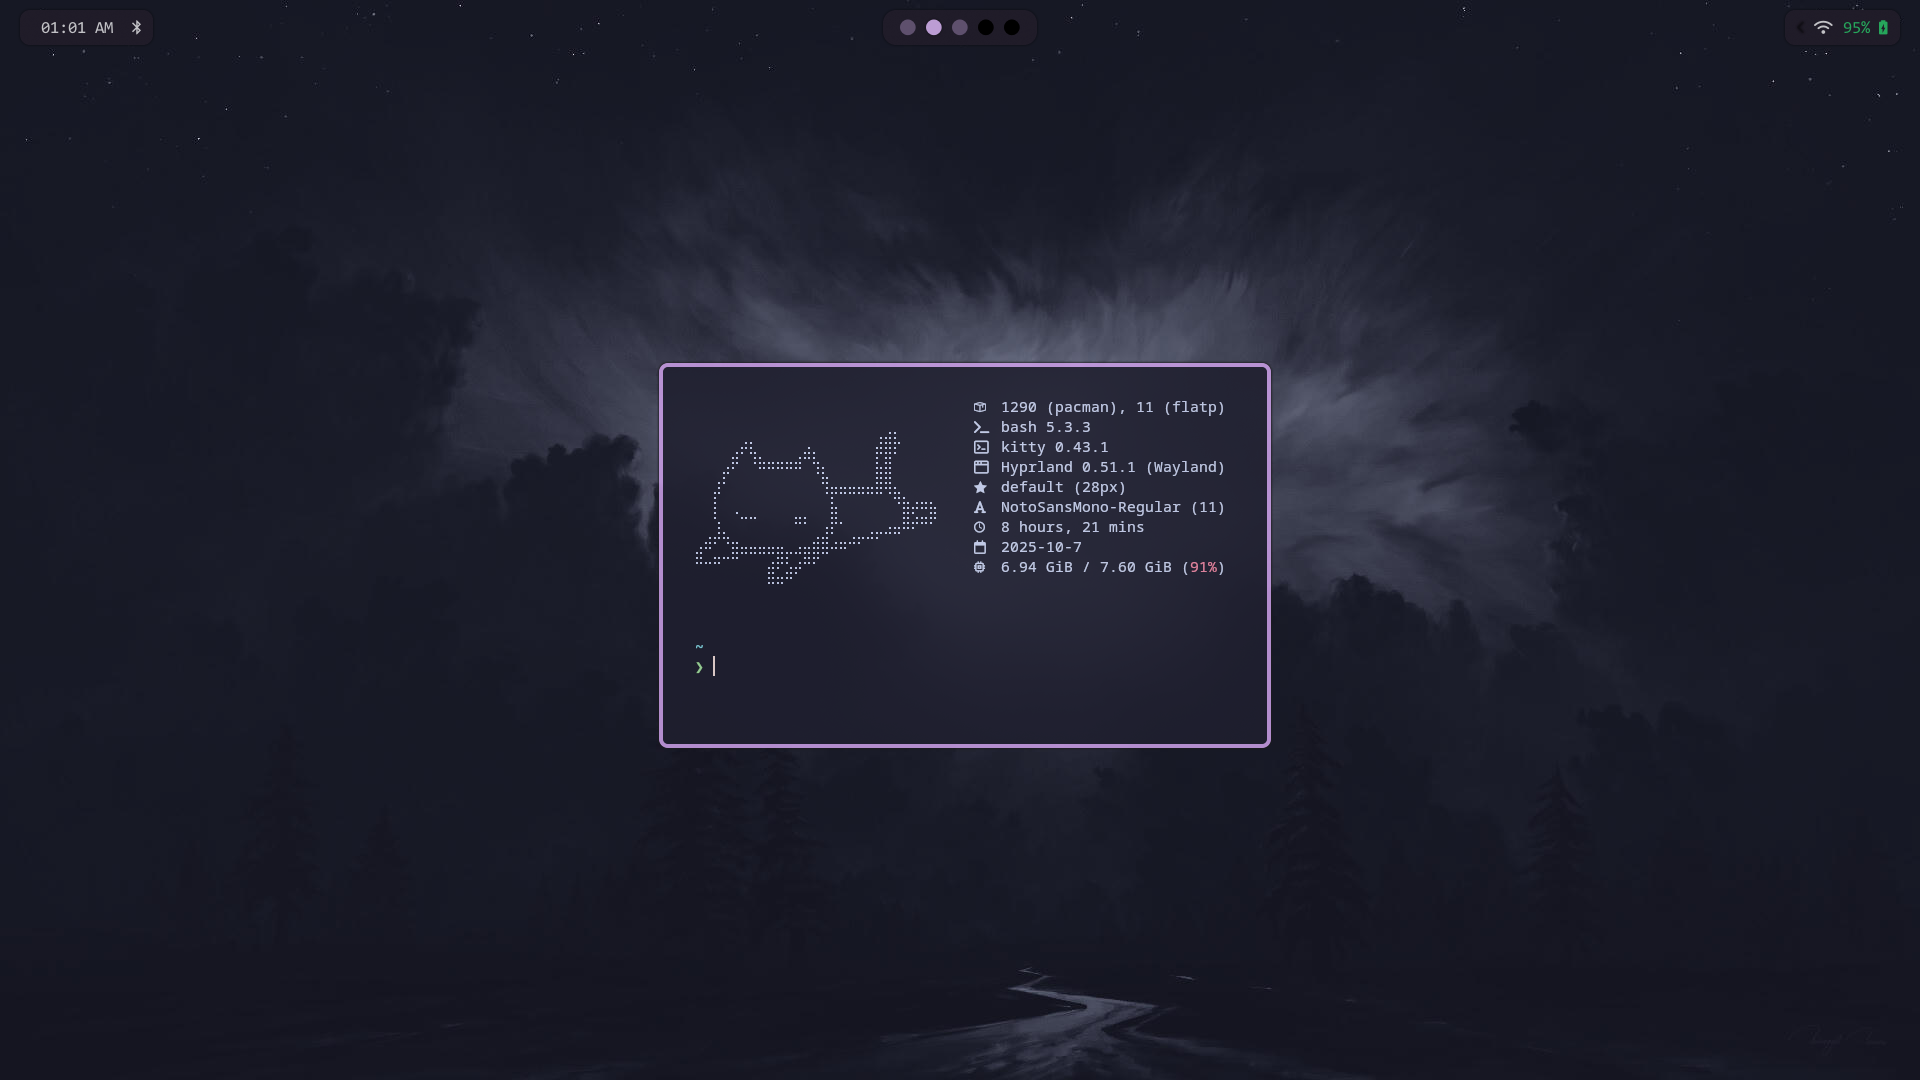 01:01 AM
95%
1290 (pacman), 11 (flatp)
bash 5.3.3
kitty 0.43.1
Hyprland 0.51.1 (Wayland)
default (28px)
NotoSansMono-Regular (11)
8 hours, 21 mins
2025-10-7
6.94 GiB / 7.60 GiB (91%)
~
❯